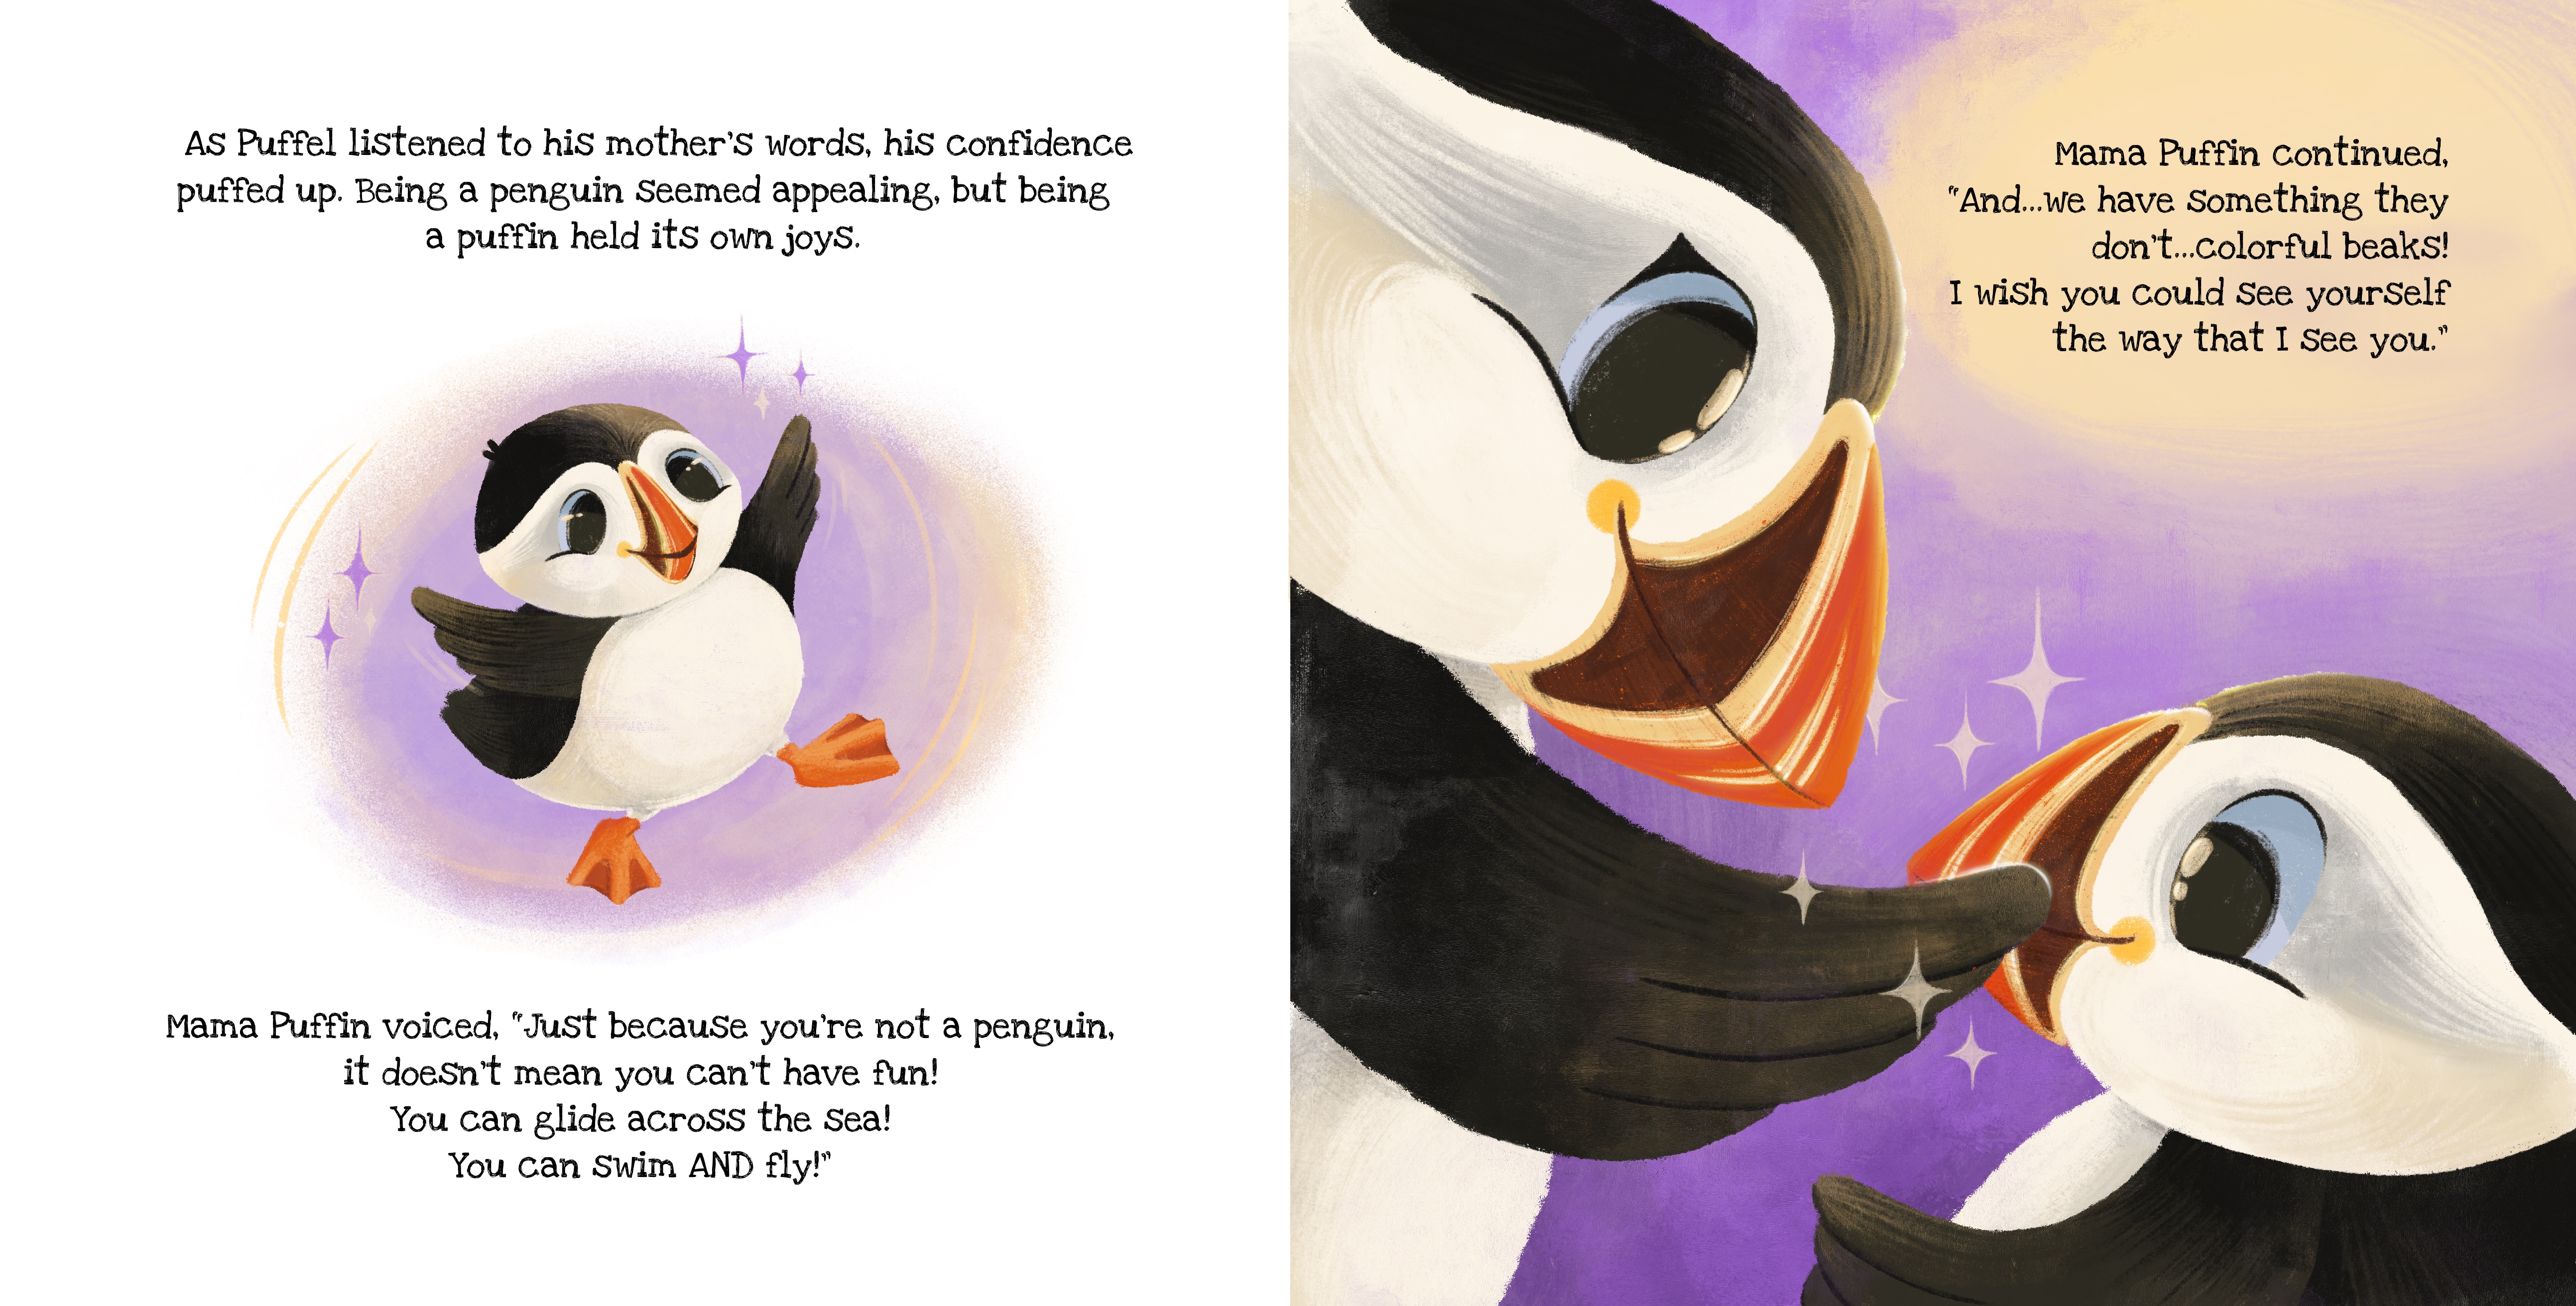 As Puffel listened to his mother's words, his confidence
puffed up. Being a penguin seemed appealing, but being
a puffin held its own joys.
Mama Puffin voiced, "Just because you're not a penguin,
it doesn't mean you can't have fun!
You can glide across the sea!
You can swim AND fly!"
Mama Puffin continued,
"And...we have something they
don't...colorful beaks!
I wish you could see yourself
the way that I see you."